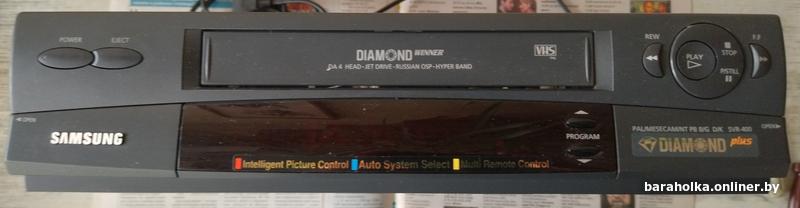 POWER
EJECT
DIAMOND WINNER
DA 4 HEAD-JET DRIVE-RUSSIAN OSP-HYPER BAND
VHS
REW
PLAY
STOP
P/STILL
F.F
OPEN
SAMSUNG
PROGRAM
Intelligent Picture Control Auto System Select Multi Remote Control
PAL/MESECAM/NT PB B/G D/K SVR-400
OPEN
DIAMOND plus
baraholka.onliner.by